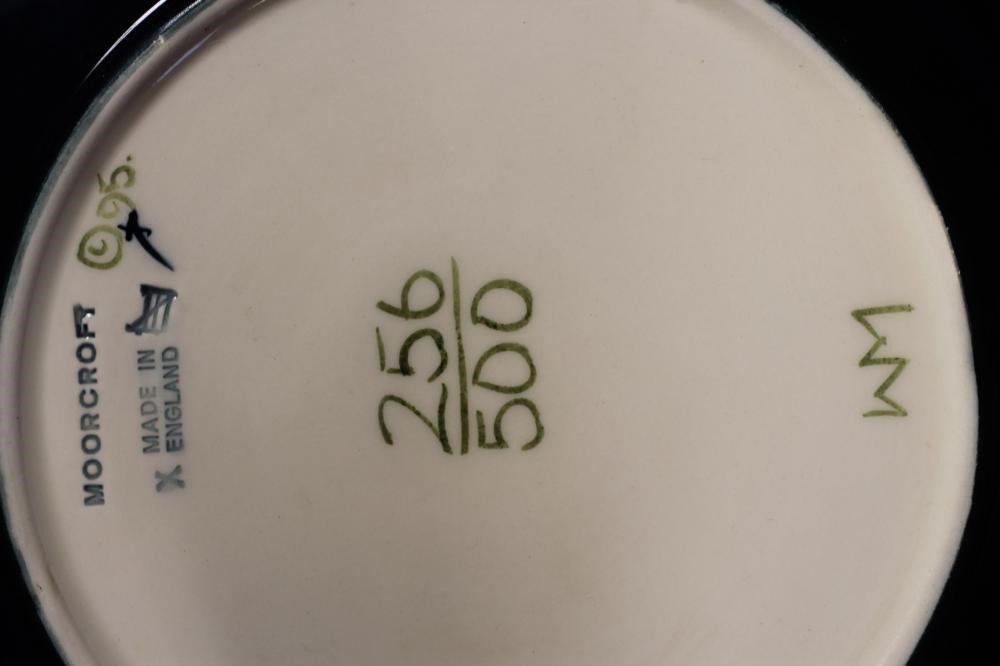 MOORCROFT © 95.
MADE IN
X ENGLAND
256
500
WM